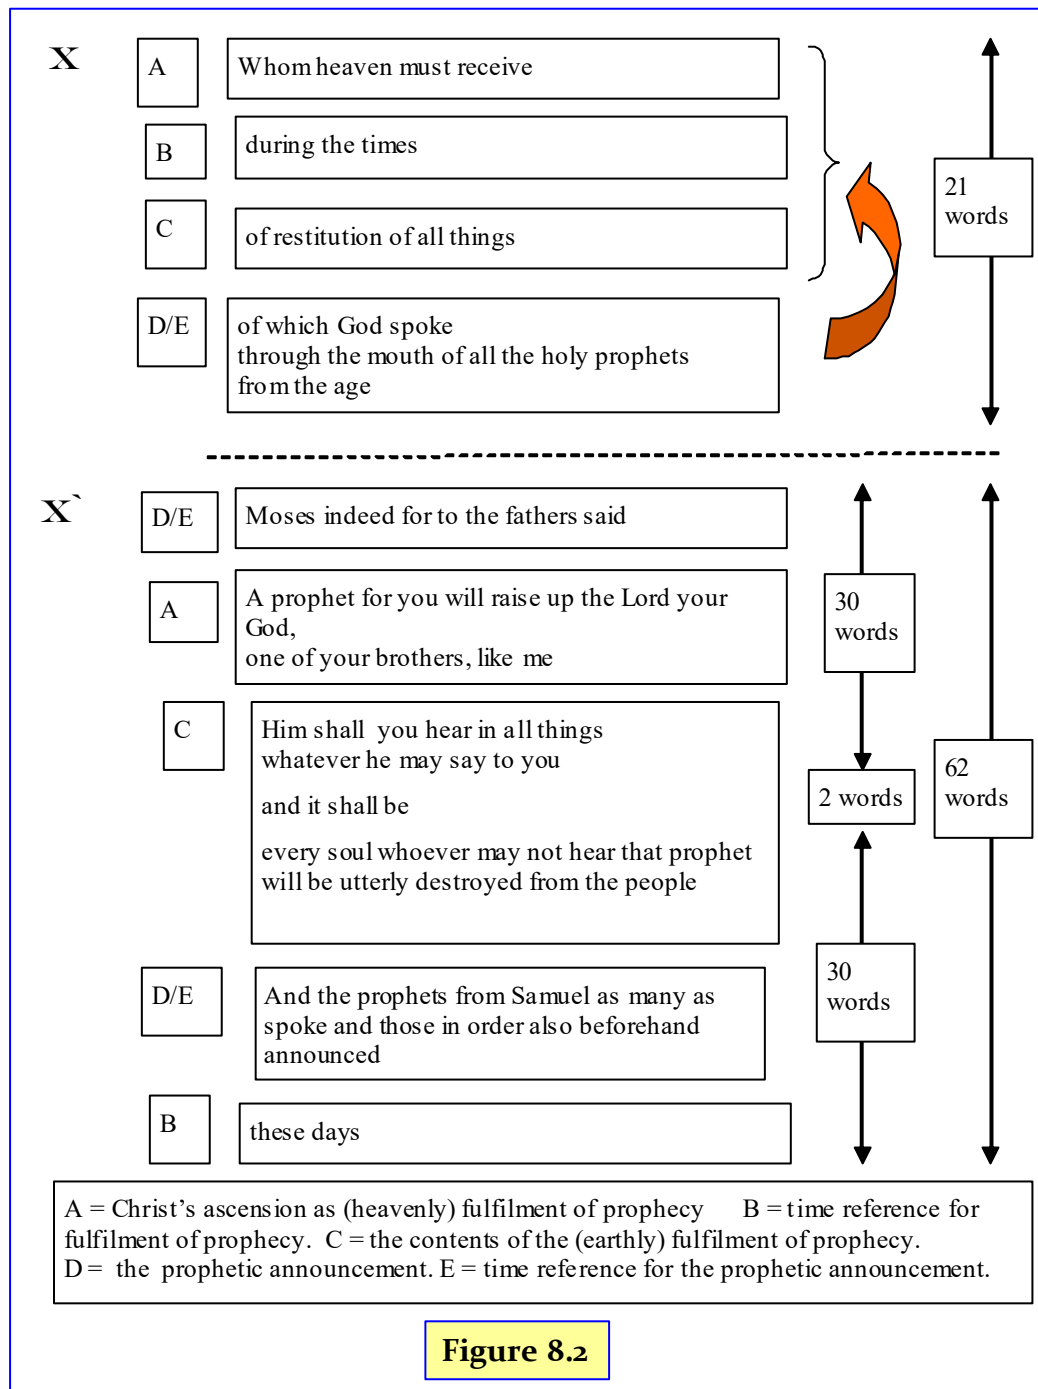 X
A
Whom heaven must receive
B
during the times
C
of restitution of all things
D/E
of which God spoke
through the mouth of all the holy prophets
from the age
21
words
X`
D/E
Moses indeed for to the fathers said
A
A prophet for you will raise up the Lord your
God,
one of your brothers, like me
30
words
C
Him shall you hear in all things
whatever he may say to you
and it shall be
every soul whoever may not hear that prophet
will be utterly destroyed from the people
2 words
62
words
D/E
And the prophets from Samuel as many as
spoke and those in order also beforehand
announced
30
words
B
these days
A = Christ’s ascension as (heavenly) fulfilment of prophecy B = time reference for
fulfilment of prophecy. C = the contents of the (earthly) fulfilment of prophecy.
D = the prophetic announcement. E = time reference for the prophetic announcement.
Figure 8.2